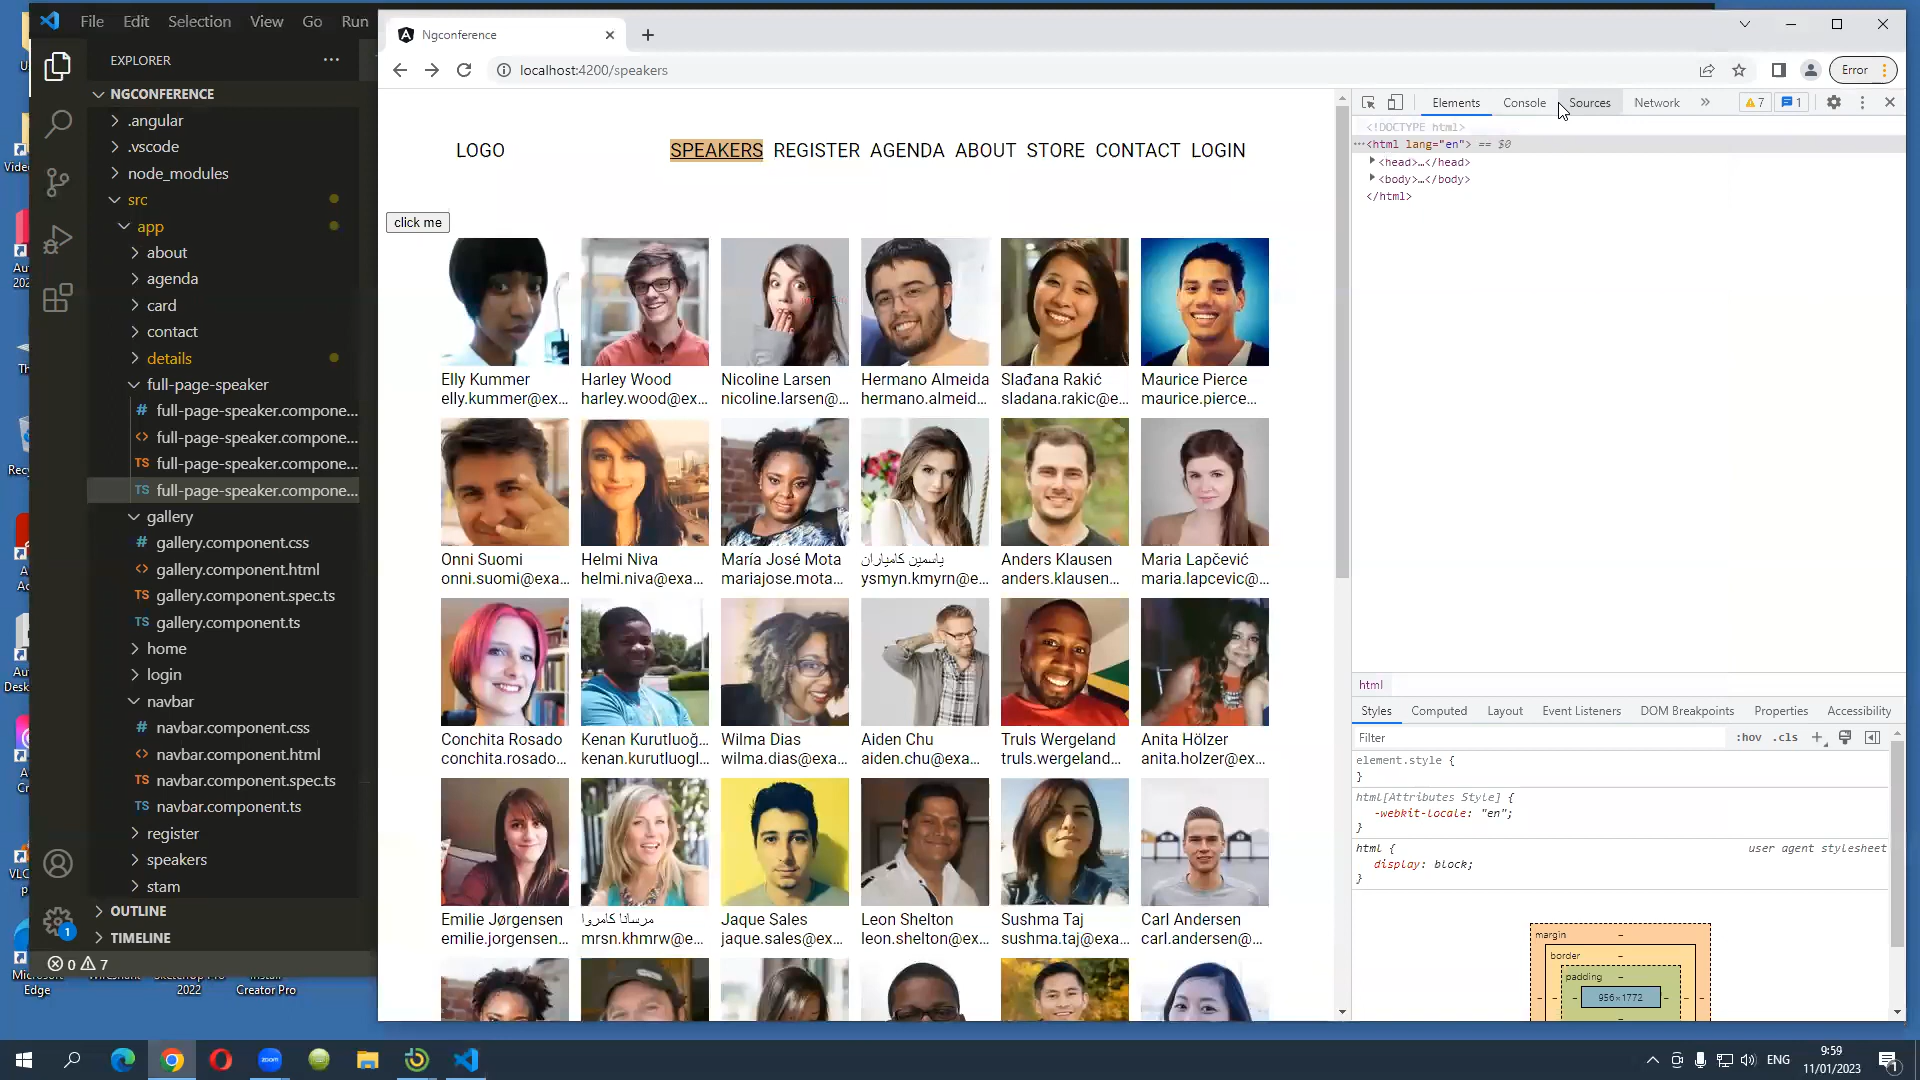 File Edit Selection View Go Run
EXPLORER ···
NGCONFERENCE
.angular
.vscode
node_modules
src
app
about
agenda
card
contact
details
full-page-speaker
# full-page-speaker.compone...
<> full-page-speaker.compone...
TS full-page-speaker.compone...
TS full-page-speaker.compone...
gallery
# gallery.component.css
<> gallery.component.html
TS gallery.component.spec.ts
TS gallery.component.ts
home
login
navbar
# navbar.component.css
<> navbar.component.html
TS navbar.component.spec.ts
TS navbar.component.ts
register
speakers
stam
OUTLINE
TIMELINE
1
0 7
Ngconference
localhost:4200/speakers
Error
LOGO
SPEAKERS REGISTER AGENDA ABOUT STORE CONTACT LOGIN
click me
Elly Kummer
elly.kummer@ex...
Harley Wood
harley.wood@ex...
Nicoline Larsen
nicoline.larsen@...
Hermano Almeida
hermano.almeid...
Slađana Rakić
sladana.rakic@e...
Maurice Pierce
maurice.pierce...
Onni Suomi
onni.suomi@exa...
Helmi Niva
helmi.niva@exa...
María José Mota
mariajose.mota...
یاسمین کامیاران
ysmyn.kmyrn@e...
Anders Klausen
anders.klausen...
Maria Lapčević
maria.lapcevic@...
Conchita Rosado
conchita.rosado...
Kenan Kurutluoğ...
kenan.kurutluogl...
Wilma Dias
wilma.dias@exa...
Aiden Chu
aiden.chu@exa...
Truls Wergeland
truls.wergeland...
Anita Hölzer
anita.holzer@ex...
Emilie Jørgensen
emilie.jorgensen...
مرسانا کامروا
mrsn.khmrw@e...
Jaque Sales
jaque.sales@ex...
Leon Shelton
leon.shelton@ex...
Sushma Taj
sushma.taj@exa...
Carl Andersen
carl.andersen@...
Elements Console Sources Network » 7 1
<!DOCTYPE html>
···<html lang="en"> == $0
<head>…</head>
<body>…</body>
</html>
html
Styles Computed Layout Event Listeners DOM Breakpoints Properties Accessibility
Filter :hov .cls +
element.style {
}
html[Attributes Style] {
-webkit-locale: "en";
}
html { user agent stylesheet
display: block;
}
margin –
border –
padding –
– – – 956×1772 – – –
Microsoft
Edge
2022
Creator Pro
zoom
ENG
9:59
11/01/2023
1